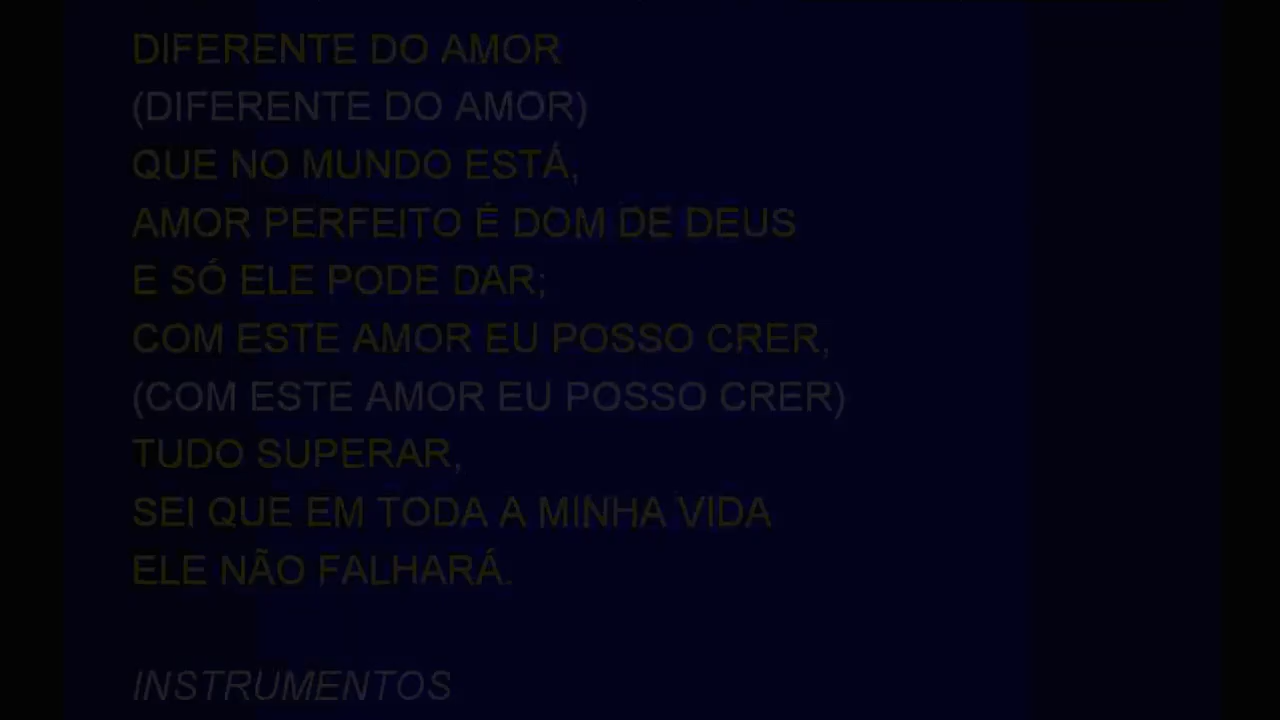 DIFERENTE DO AMOR
(DIFERENTE DO AMOR)
QUE NO MUNDO ESTÁ,
AMOR PERFEITO É DOM DE DEUS
E SÓ ELE PODE DAR;
COM ESTE AMOR EU POSSO CRER,
(COM ESTE AMOR EU POSSO CRER)
TUDO SUPERAR,
SEI QUE EM TODA A MINHA VIDA
ELE NÃO FALHARÁ.
INSTRUMENTOS